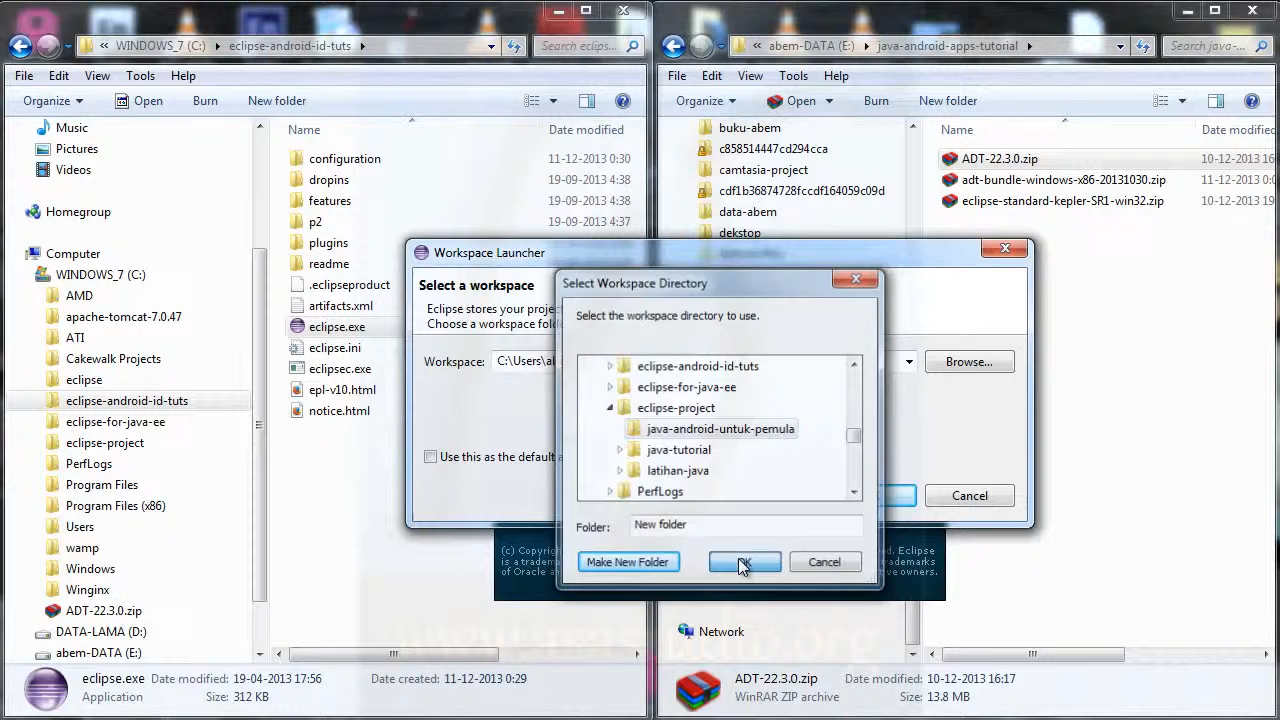 WINDOWS_7 (C:)
eclipse-android-id-tuts
Search eclips...
File Edit View Tools Help
Organize Open Burn New folder
Music
Pictures
Videos
Homegroup
Computer
WINDOWS_7 (C:)
AMD
apache-tomcat-7.0.47
ATI
Cakewalk Projects
eclipse
eclipse-android-id-tuts
eclipse-for-java-ee
eclipse-project
PerfLogs
Program Files
Program Files (x86)
Users
wamp
Windows
Winginx
ADT-22.3.0.zip
DATA-LAMA (D:)
abem-DATA (E:)
Name Date modified
configuration 11-12-2013 0:30
dropins 19-09-2013 4:38
features 19-09-2013 4:38
p2 19-09-2013 4:37
plugins
readme
.eclipseproduct
artifacts.xml
eclipse.exe
eclipse.ini
eclipsec.exe
epl-v10.html
notice.html
eclipse.exe Date modified: 19-04-2013 17:56 Date created: 11-12-2013 0:29
Application Size: 312 KB
abem-DATA (E:)
java-android-apps-tutorial
Search java-...
File Edit View Tools Help
Organize Open Burn New folder
buku-abem
c858514447cd294cca
camtasia-project
cdf1b36874728fccdf164059c09d
data-abem
dekstop
Network
Name Date modified
ADT-22.3.0.zip 10-12-2013 16
adt-bundle-windows-x86-20131030.zip 11-12-2013 0:
eclipse-standard-kepler-SR1-win32.zip 10-12-2013 19
ADT-22.3.0.zip Date modified: 10-12-2013 16:17
WinRAR ZIP archive Size: 13.8 MB
Workspace Launcher
Select a workspace
Eclipse stores your proje
Choose a workspace fold
Workspace: C:\Users\a Browse...
Use this as the default a
Cancel
Select Workspace Directory
Select the workspace directory to use.
eclipse-android-id-tuts
eclipse-for-java-ee
eclipse-project
java-android-untuk-pemula
java-tutorial
latihan-java
PerfLogs
Folder: New folder
Make New Folder OK Cancel
(c) Copyrig ed. Eclipse
is a tradema demarks
of Oracle an ve owners.